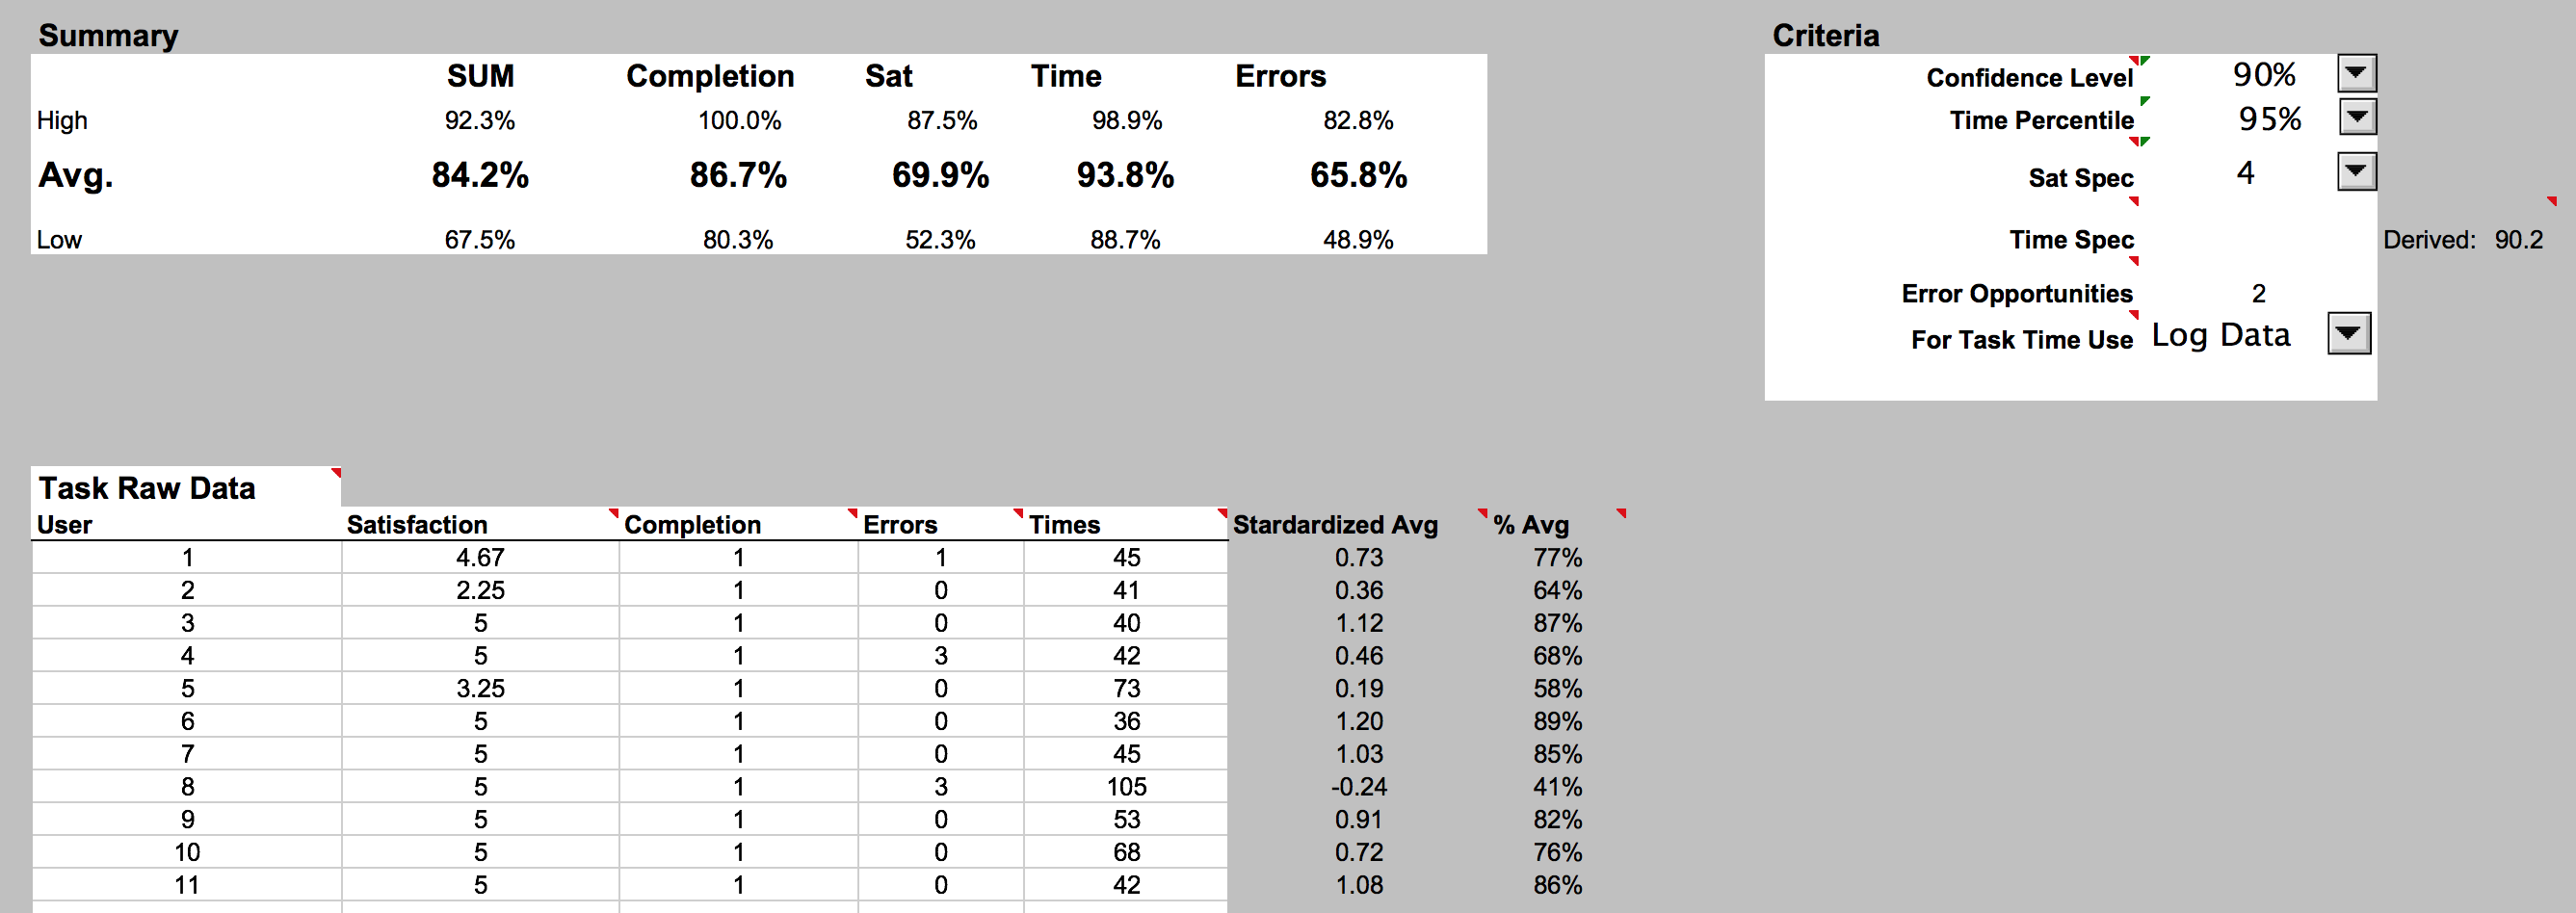 Summary
SUM Completion Sat Time Errors
High 92.3% 100.0% 87.5% 98.9% 82.8%
Avg. 84.2% 86.7% 69.9% 93.8% 65.8%
Low 67.5% 80.3% 52.3% 88.7% 48.9%
Criteria
Confidence Level 90%
Time Percentile 95%
Sat Spec 4
Time Spec Derived: 90.2
Error Opportunities 2
For Task Time Use Log Data
Task Raw Data
User Satisfaction Completion Errors Times Stardardized Avg % Avg
1 4.67 1 1 45 0.73 77%
2 2.25 1 0 41 0.36 64%
3 5 1 0 40 1.12 87%
4 5 1 3 42 0.46 68%
5 3.25 1 0 73 0.19 58%
6 5 1 0 36 1.20 89%
7 5 1 0 45 1.03 85%
8 5 1 3 105 -0.24 41%
9 5 1 0 53 0.91 82%
10 5 1 0 68 0.72 76%
11 5 1 0 42 1.08 86%